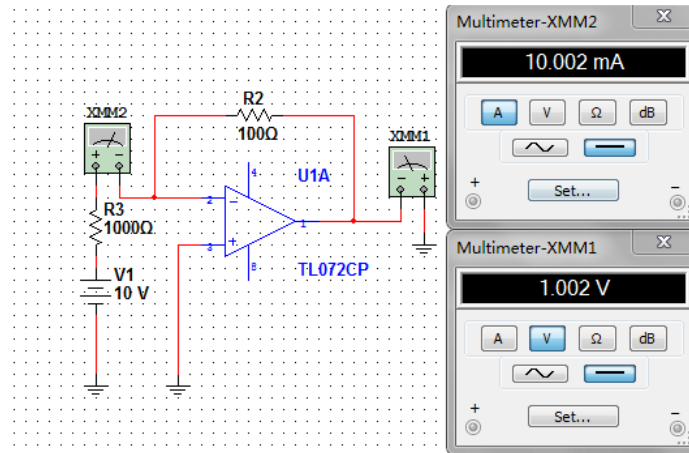 XMM2
+ −
R3
1000Ω
V1
10 V
R2
100Ω
U1A
4
2
−
+
3
1
8
TL072CP
XMM1
− +
Multimeter-XMM2
X
10.002 mA
A V Ω dB
+ Set... −
Multimeter-XMM1
X
1.002 V
A V Ω dB
+ Set... −